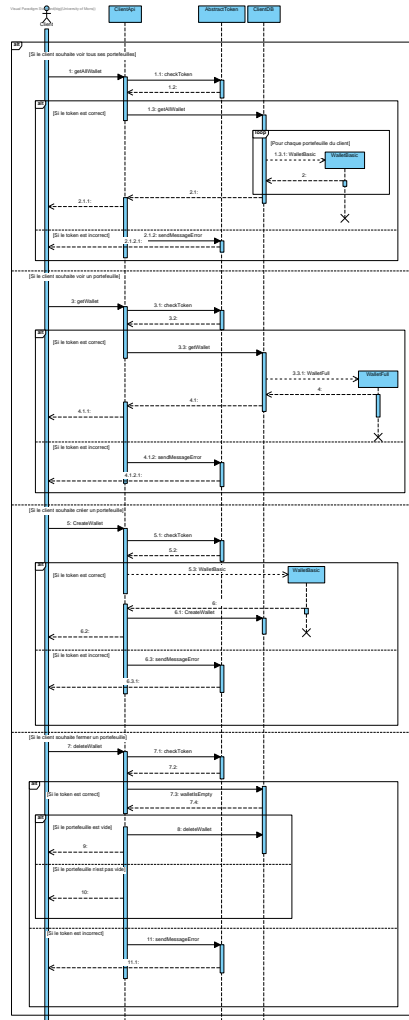 Client
ClientApi
AbstractToken
ClientDB
alt
[Si le client souhaite voir tous ses portefeuilles]
1: getAllWallet
1.1: checkToken
1.2:
alt
[Si le token est correct]
1.3: getAllWallet
loop
[Pour chaque portefeuille du client]
1.3.1: WalletBasic
WalletBasic
2:
2.1:
2.1.1:
[Si le token est incorrect]
2.1.2: sendMessageError
2.1.2.1:
[Si le client souhaite voir un portefeuille]
3: getWallet
3.1: checkToken
3.2:
alt
[Si le token est correct]
3.3: getWallet
3.3.1: WalletFull
WalletFull
4:
4.1:
4.1.1:
[Si le token est incorrect]
4.1.2: sendMessageError
4.1.2.1:
[Si le client souhaite créer un portefeuille]
5: CreateWallet
5.1: checkToken
5.2:
alt
[Si le token est correct]
5.3: WalletBasic
WalletBasic
6:
6.1: CreateWallet
6.2:
[Si le token est incorrect]
6.3: sendMessageError
6.3.1:
[Si le client souhaite fermer un portefeuille]
7: deleteWallet
7.1: checkToken
7.2:
alt
[Si le token est correct]
7.3: walletIsEmpty
7.4:
alt
[Si le portefeuille est vide]
8: deleteWallet
9:
[Si le portefeuille n'est pas vide]
10:
[Si le token est incorrect]
11: sendMessageError
11.1: